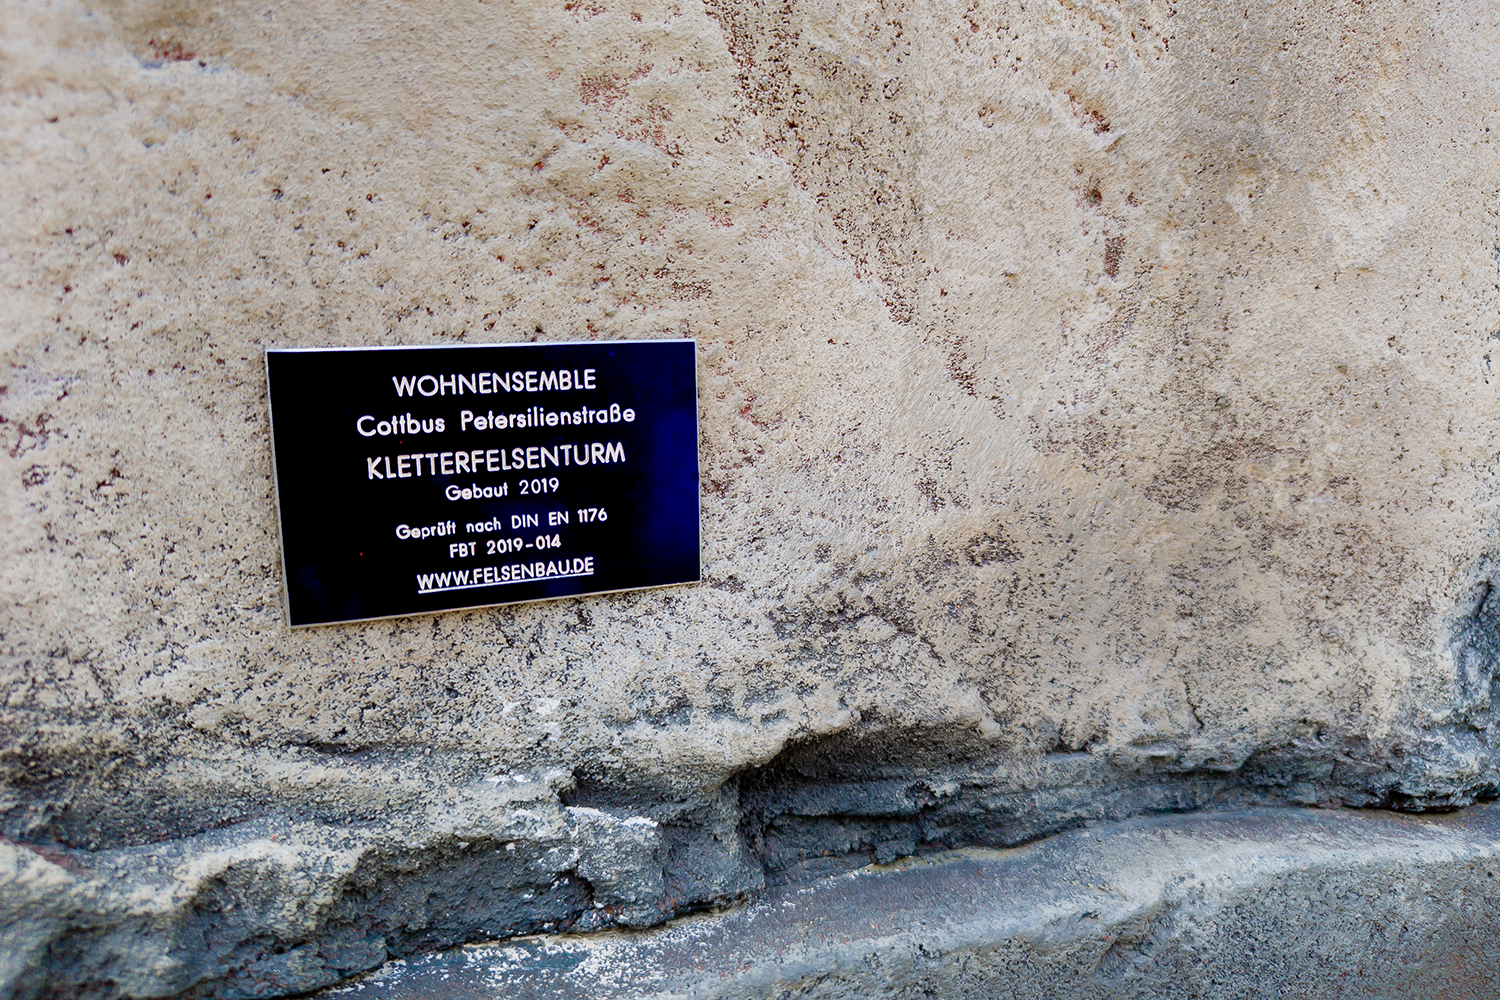 WOHNENSEMBLE
Cottbus Petersilienstraße
KLETTERFELSENTURM
Gebaut 2019
Geprüft nach DIN EN 1176
FBT 2019-014
WWW.FELSENBAU.DE